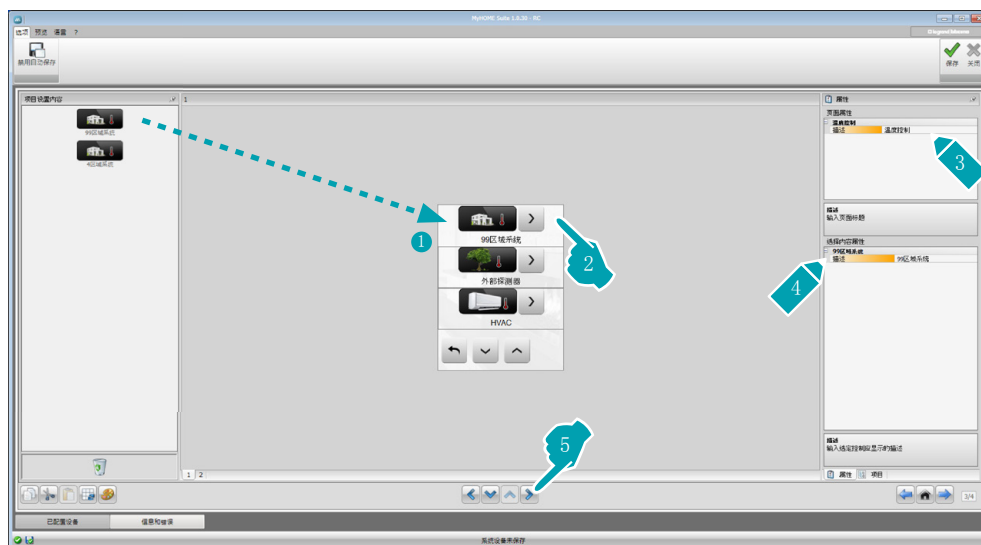 MyHOME Suite 1.0.30 - RC
选项 预览 语言 ?
禁用自动保存
保存 关闭
项目设置内容
99区域系统
4区域系统
1
1
99区域系统
2
外部探测器
HVAC
属性
页面属性
温度控制
描述 温度控制
3
描述
输入页面标题
选择内容属性
99区域系统
描述 99区域系统
4
描述
输入选定控制段显示的描述
属性 项目
1 2
5
3/4
已配置设备 信息和错误
系统设备未保存